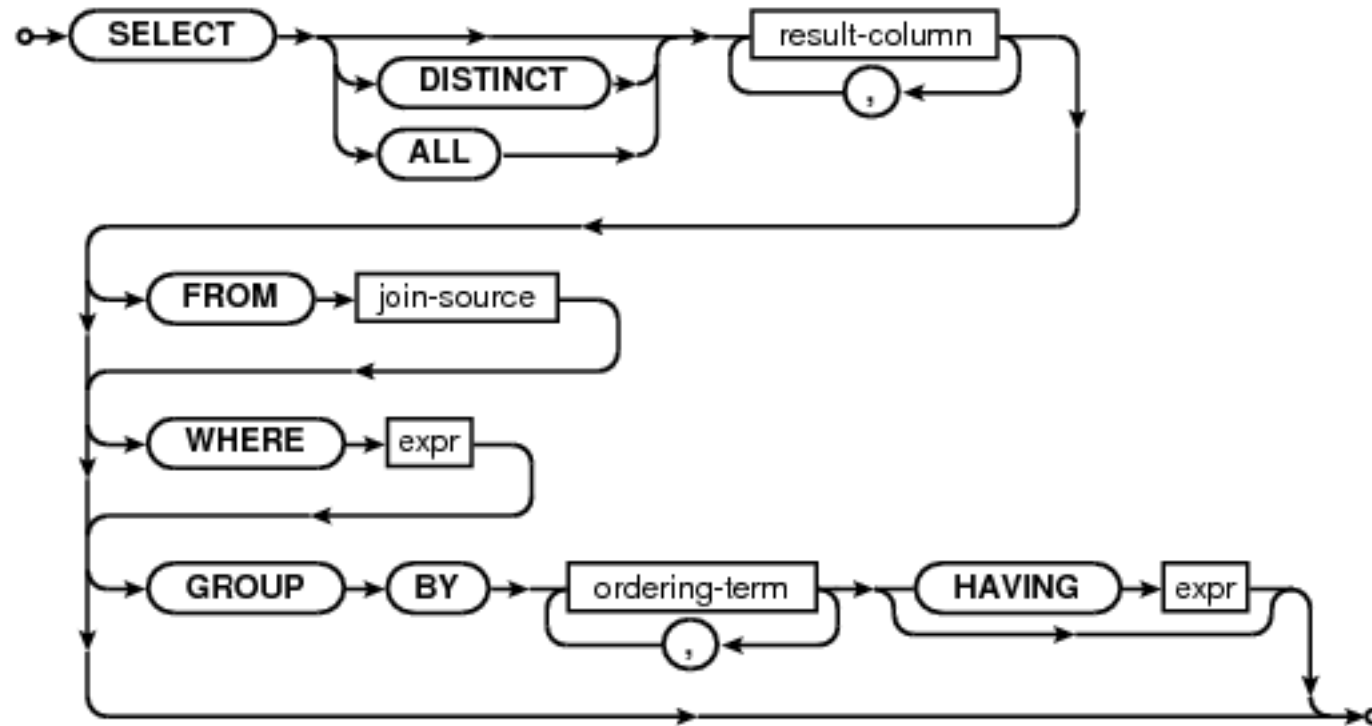 SELECT result-column
DISTINCT
,
ALL
FROM join-source
WHERE expr
GROUP BY ordering-term HAVING expr
,